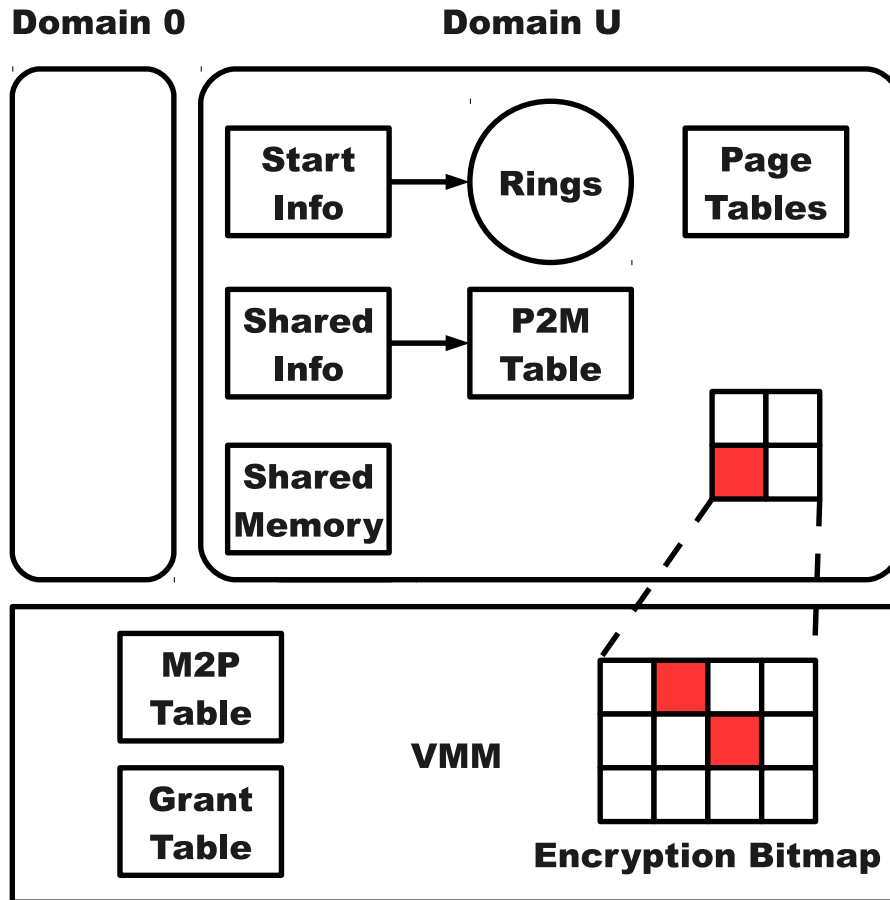 Domain 0
Domain U
Start
Info
Rings
Page
Tables
Shared
Info
P2M
Table
Shared
Memory
M2P
Table
VMM
Grant
Table
Encryption Bitmap